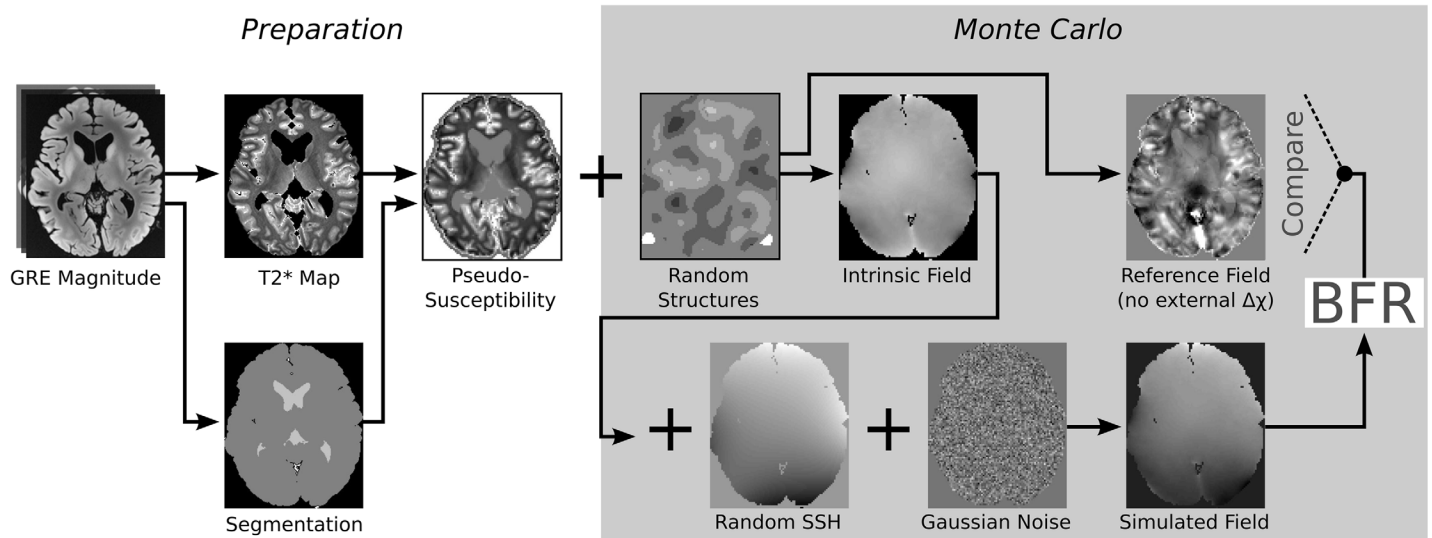 Preparation
Monte Carlo
GRE Magnitude
T2* Map
Pseudo-
Susceptibility
+
Random
Structures
Intrinsic Field
Reference Field
(no external Δχ)
Compare
BFR
Segmentation
+
Random SSH
+
Gaussian Noise
Simulated Field